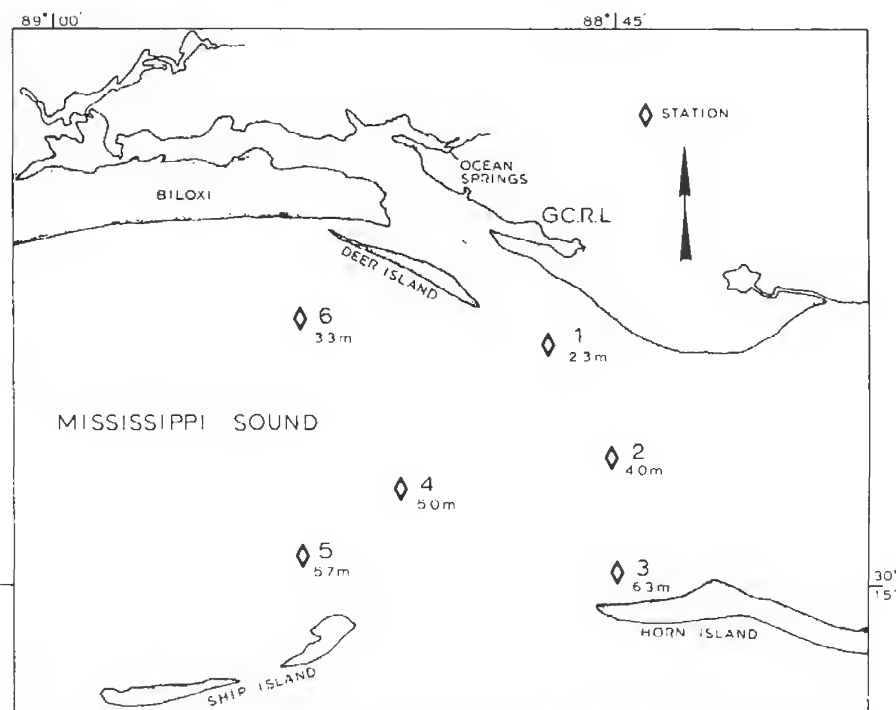 89° 00'
88° 45'
STATION
OCEAN
SPRINGS
BILOXI
G.C.R.L
DEER ISLAND
6
3.3m
1
2.3m
MISSISSIPPI SOUND
2
4.0m
4
5.0m
5
5.7m
3
6.3m
30°
15'
HORN ISLAND
SHIP ISLAND